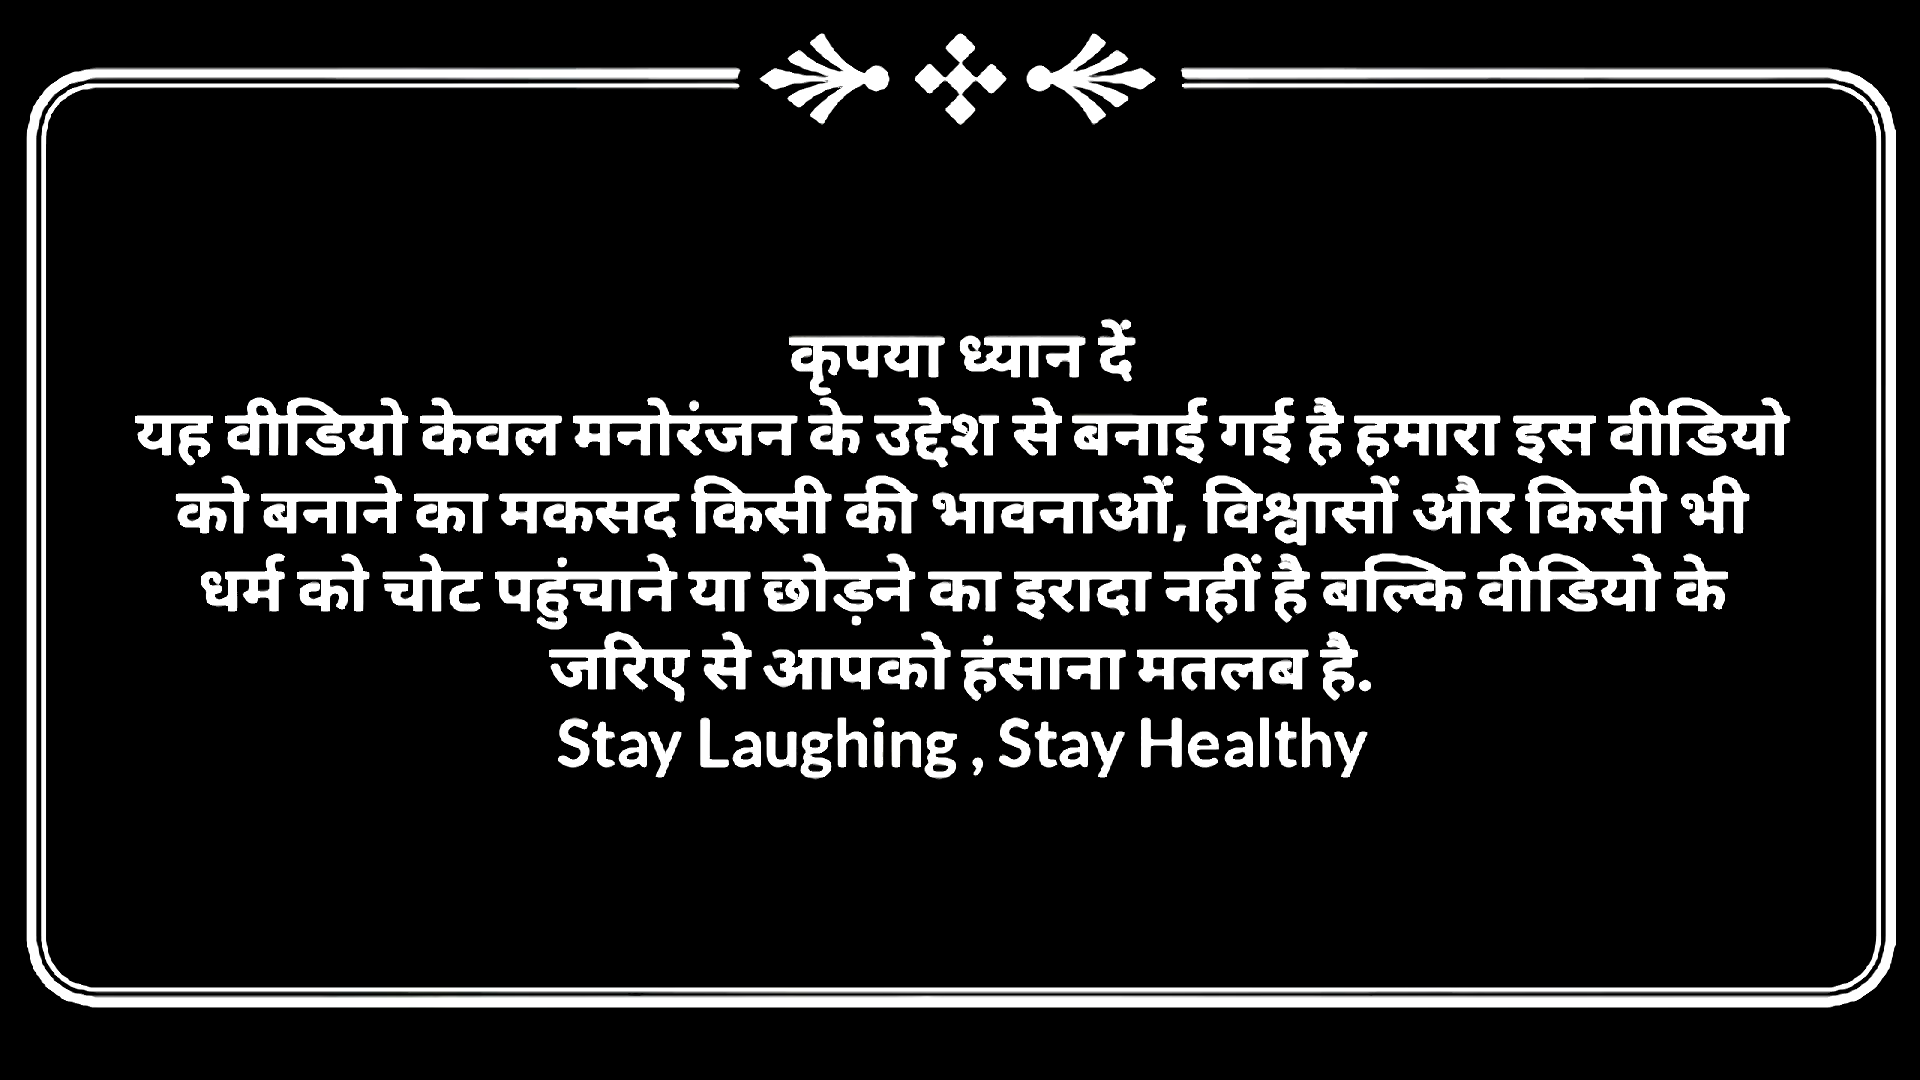 कृपया ध्यान दें
यह वीडियो केवल मनोरंजन के उद्देश से बनाई गई है हमारा इस वीडियो
को बनाने का मकसद किसी की भावनाओं, विश्वासों और किसी भी
धर्म को चोट पहुंचाने या छोड़ने का इरादा नहीं है बल्कि वीडियो के
जरिए से आपको हंसाना मतलब है.
Stay Laughing , Stay Healthy